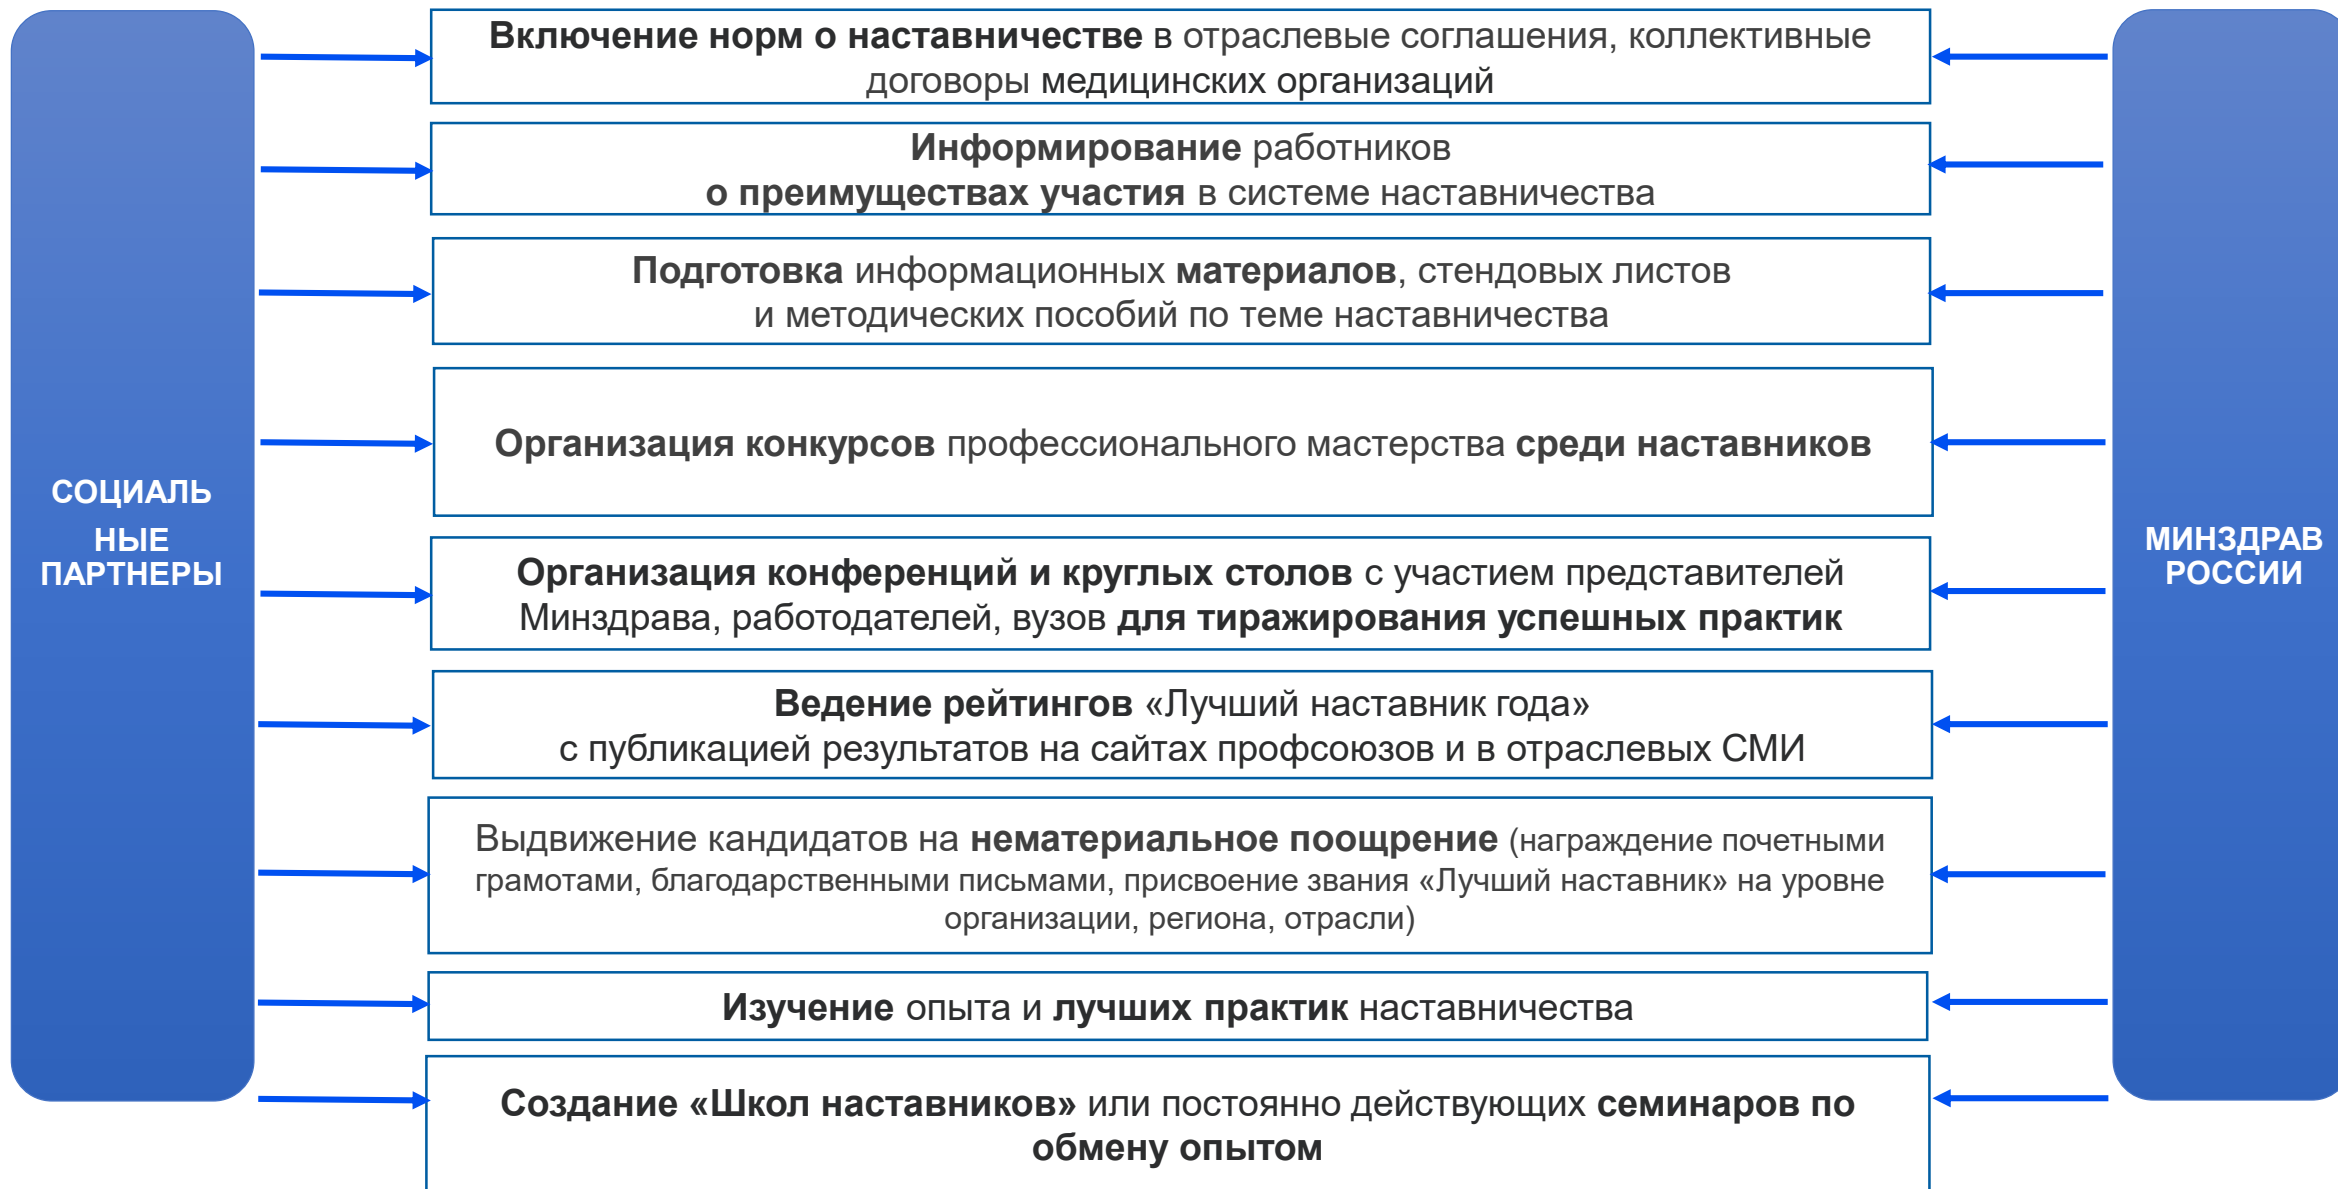 СОЦИАЛЬ
НЫЕ
ПАРТНЕРЫ
Включение норм о наставничестве в отраслевые соглашения, коллективные
договоры медицинских организаций
Информирование работников
о преимуществах участия в системе наставничества
Подготовка информационных материалов, стендовых листов
и методических пособий по теме наставничества
Организация конкурсов профессионального мастерства среди наставников
Организация конференций и круглых столов с участием представителей
Минздрава, работодателей, вузов для тиражирования успешных практик
Ведение рейтингов «Лучший наставник года»
с публикацией результатов на сайтах профсоюзов и в отраслевых СМИ
Выдвижение кандидатов на нематериальное поощрение (награждение почетными
грамотами, благодарственными письмами, присвоение звания «Лучший наставник» на уровне
организации, региона, отрасли)
Изучение опыта и лучших практик наставничества
Создание «Школ наставников» или постоянно действующих семинаров по
обмену опытом
МИНЗДРАВ
РОССИИ